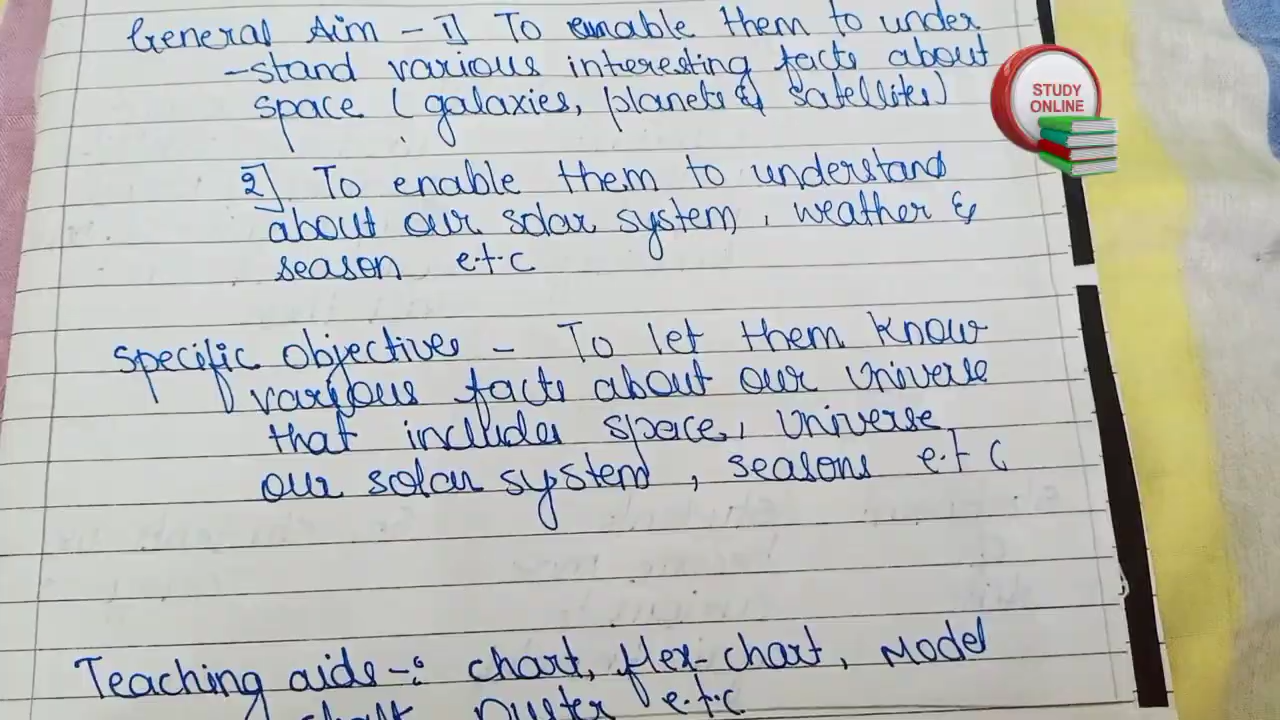 General Aim - 1] To enable them to under
-stand various interesting facts about
space (galaxies, planets & satellites)
2] To enable them to understand
about our solar system, weather &
season e.t.c
Specific Objectives - To let them know
various facts about our Universe
that includes space, Universe,
our solar system, seasons e.t c
Teaching aids -: chart, flex-chart, Model
duster e.t.c
STUDY
ONLINE